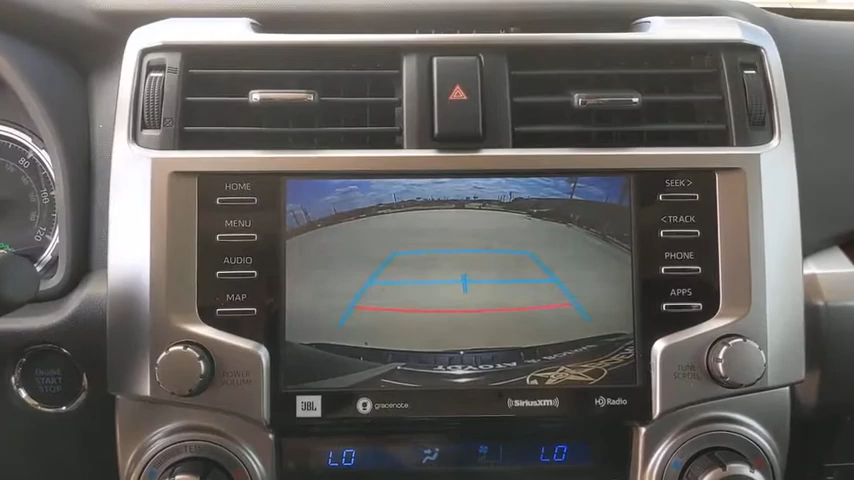 HOME
MENU
AUDIO
MAP
SEEK>
<TRACK
PHONE
APPS
POWER
VOLUME
TUNE
SCROLL
ENGINE
START
STOP
80
100
120
JBL
gracenote
SiriusXM
HD Radio
LO
LO